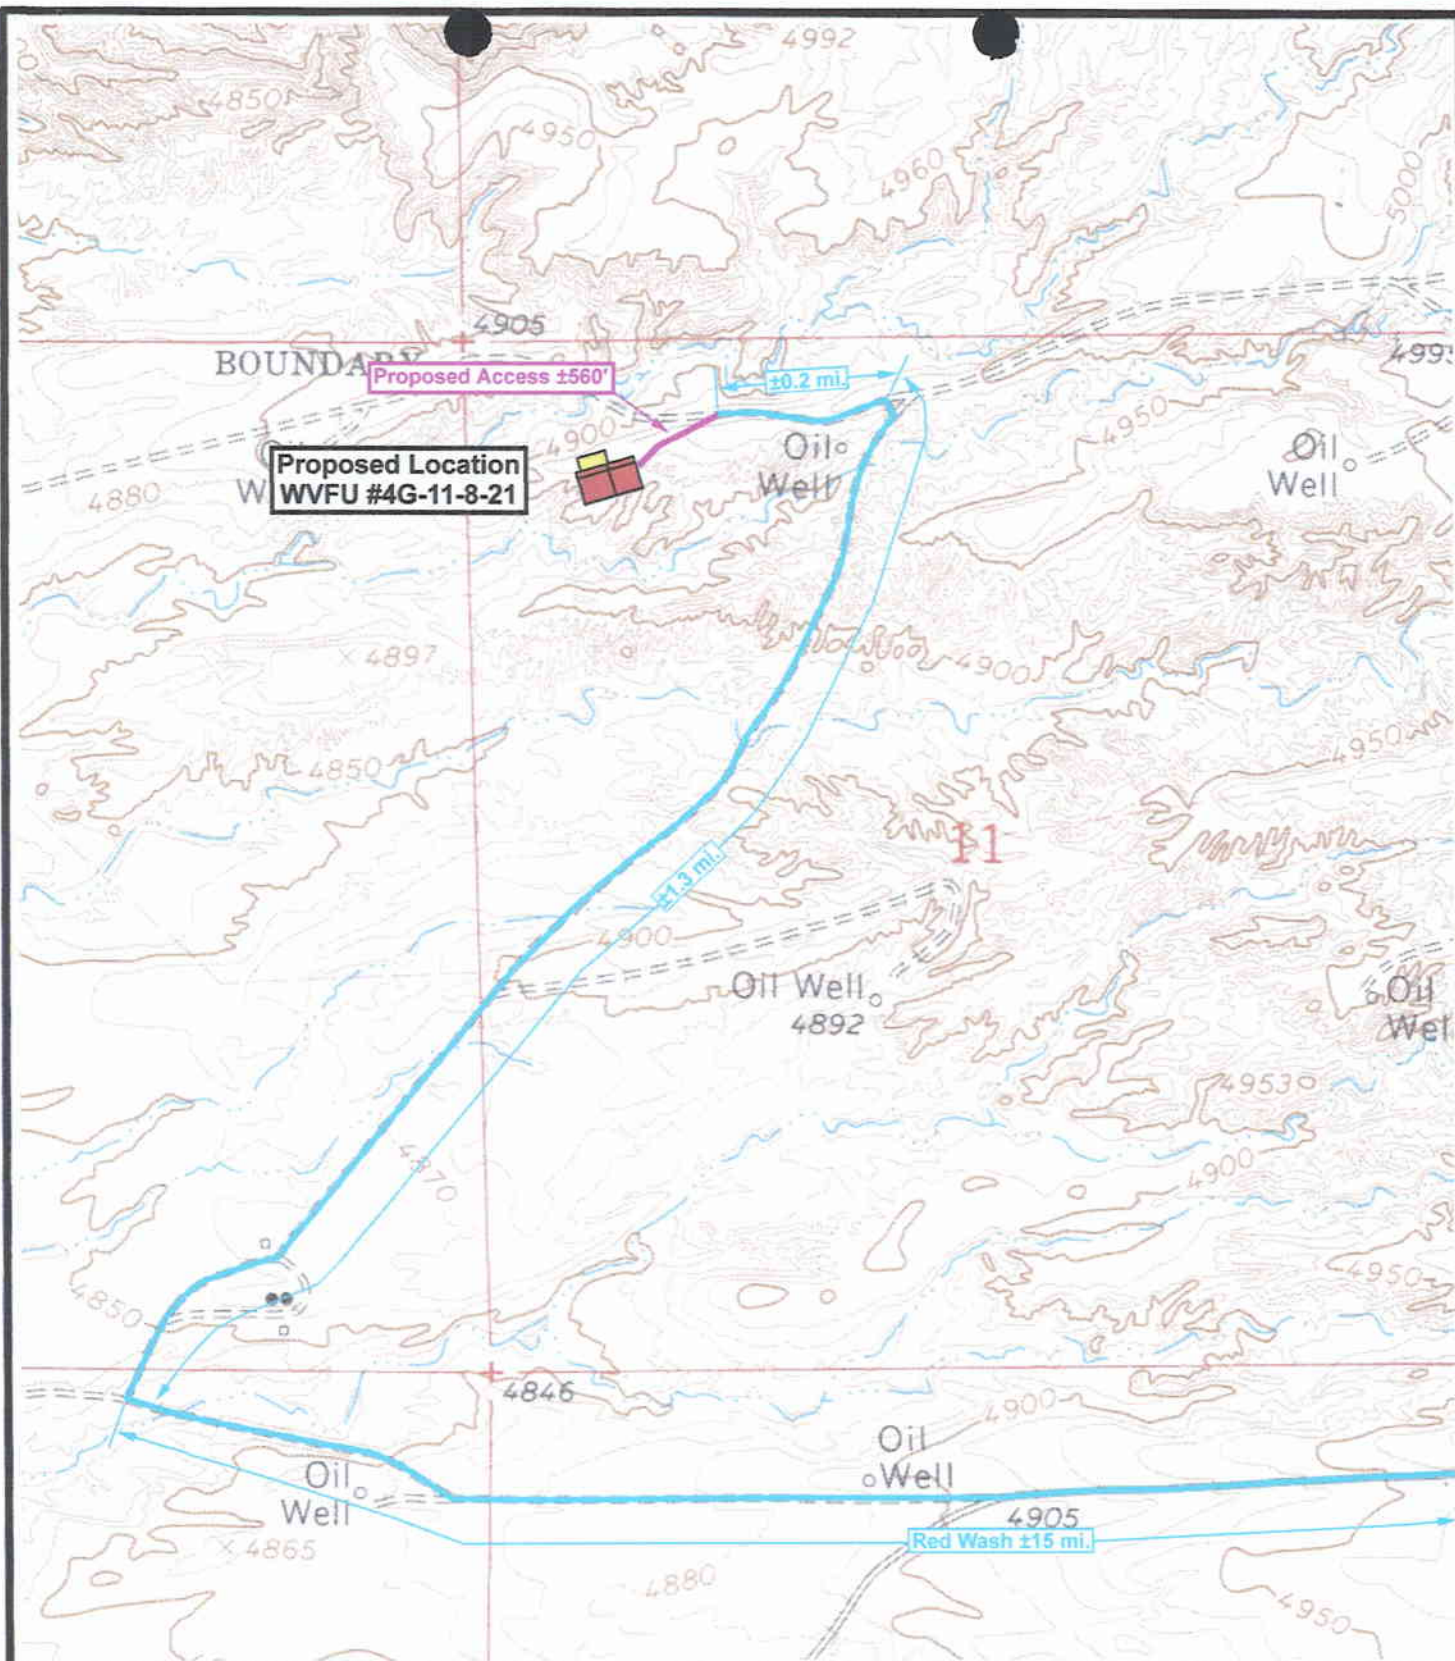 4992
4850
4950
4960
5000
4905
BOUNDARY
Proposed Access ±560'
±0.2 mi.
499
4950
4900
Oil
Well
Oil
Well
Proposed Location
WVFU #4G-11-8-21
4880
W
4897
4900
4850
4950
11
±1.3 mi.
4900
Oil Well
4892
Oil
Wel
4953
4870
4900
4850
4950
4846
4900
Oil
Well
Oil
Well
4905
Red Wash ±15 mi.
4865
4880
4950